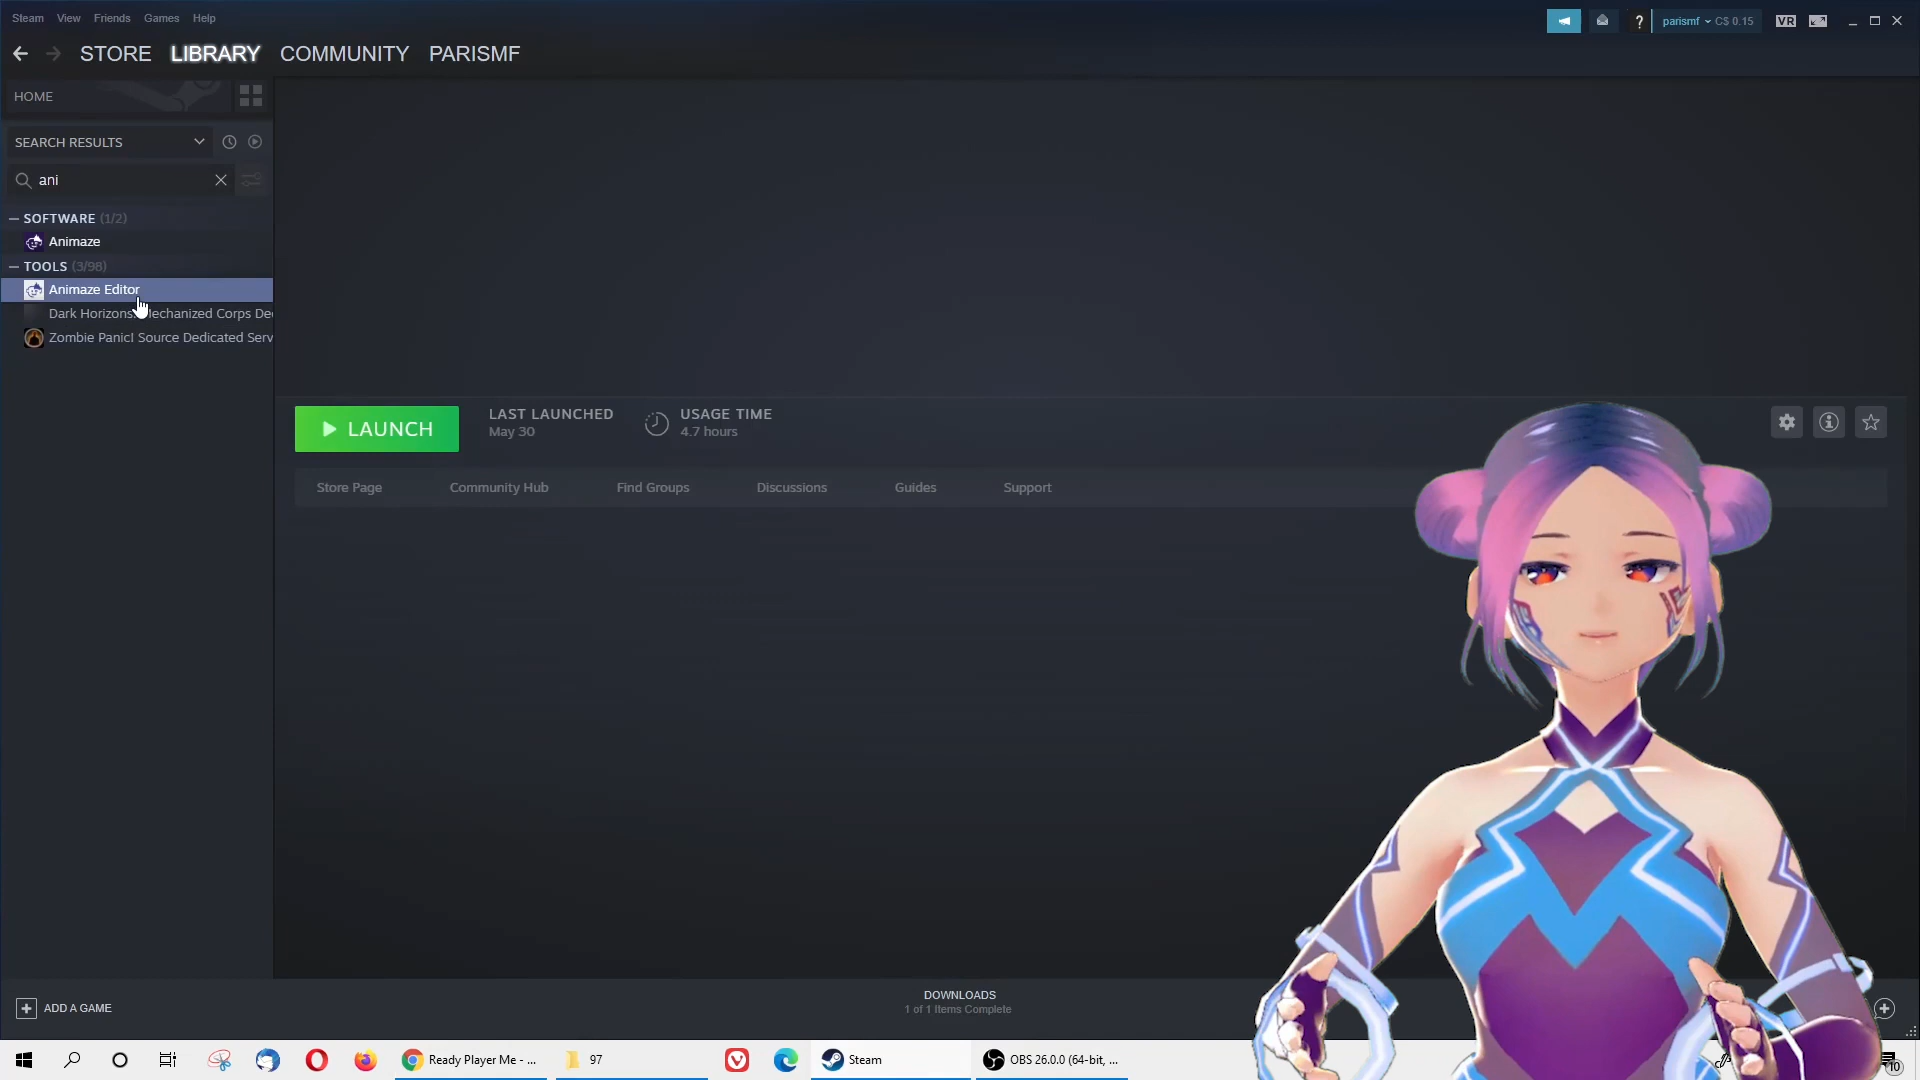 Steam View Friends Games Help
? parismf C$ 0.15 VR
STORE LIBRARY COMMUNITY PARISMF
HOME
SEARCH RESULTS
ani
SOFTWARE (1/2)
Animaze
TOOLS (3/98)
Animaze Editor
Dark Horizons: Mechanized Corps De
Zombie Panic! Source Dedicated Serv
LAUNCH
LAST LAUNCHED
May 30
USAGE TIME
4.7 hours
Store Page Community Hub Find Groups Discussions Guides Support
DOWNLOADS
1 of 1 Items Complete
ADD A GAME
Ready Player Me - ...
97
Steam
OBS 26.0.0 (64-bit, ...
10